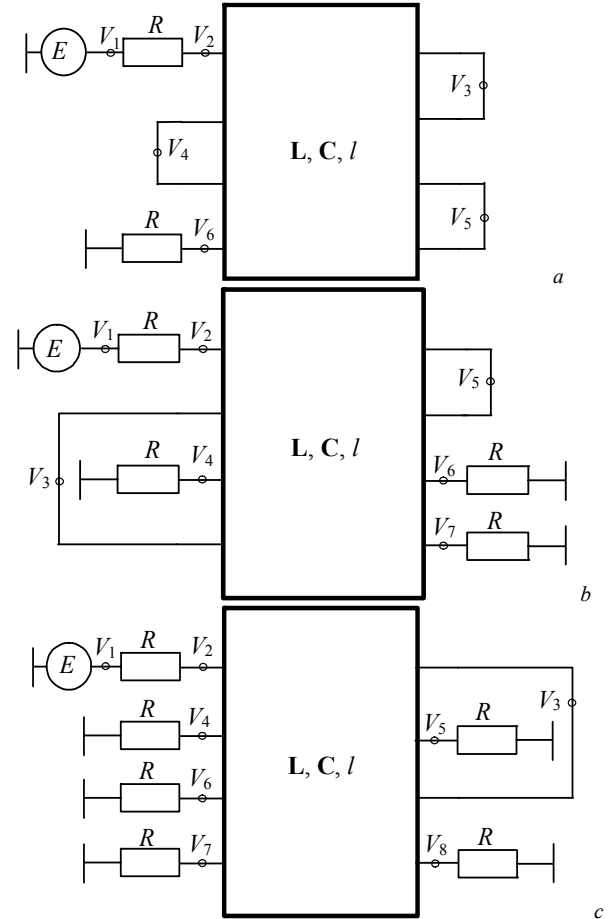 E V1 R V2
V3
L, C, l
V4
V5
R V6
a
E V1 R V2
V5
L, C, l
V3 R V4 V6 R
V7 R
b
E V1 R V2
V3
R V4 V5 R
L, C, l
R V6
R V7 V8 R
c